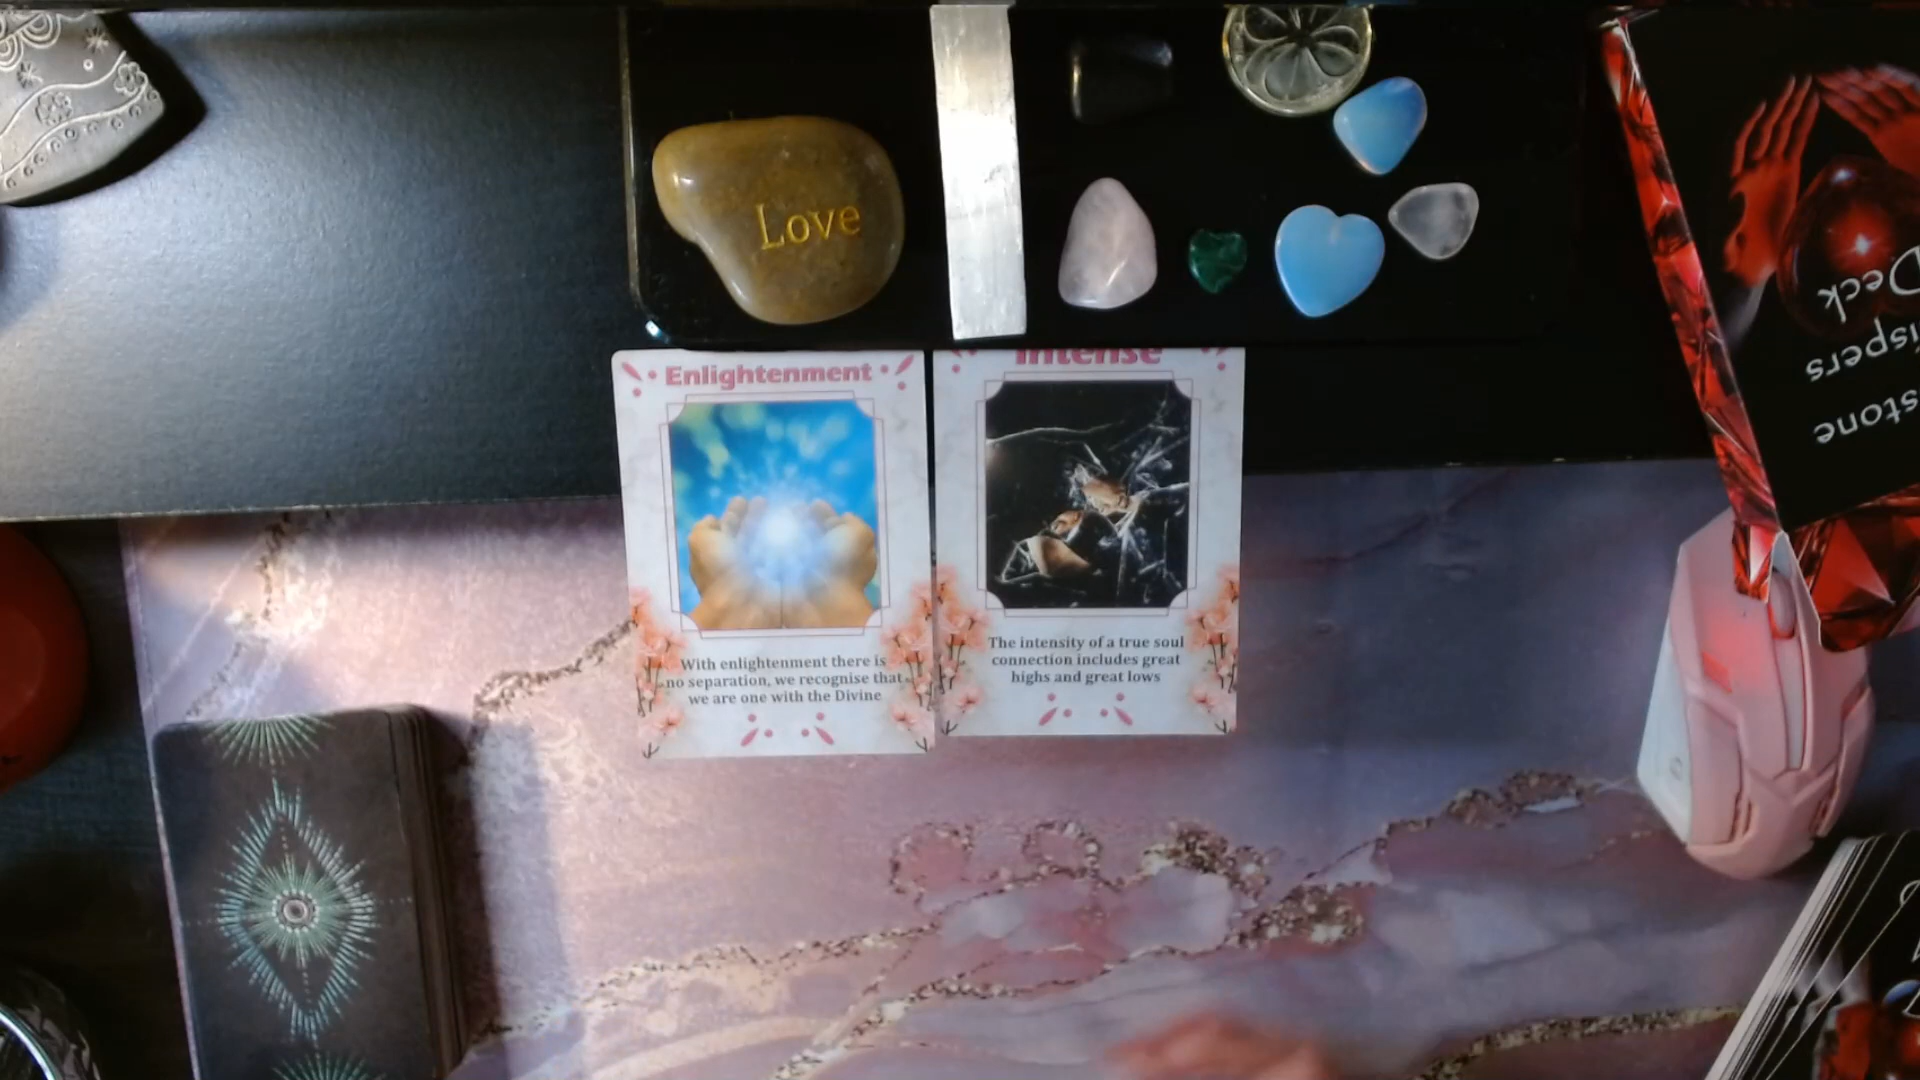 Love
Enlightenment
With enlightenment there is
no separation, we recognise that
we are one with the Divine
Intense
The intensity of a true soul
connection includes great
highs and great lows
stone
ispers
Deck